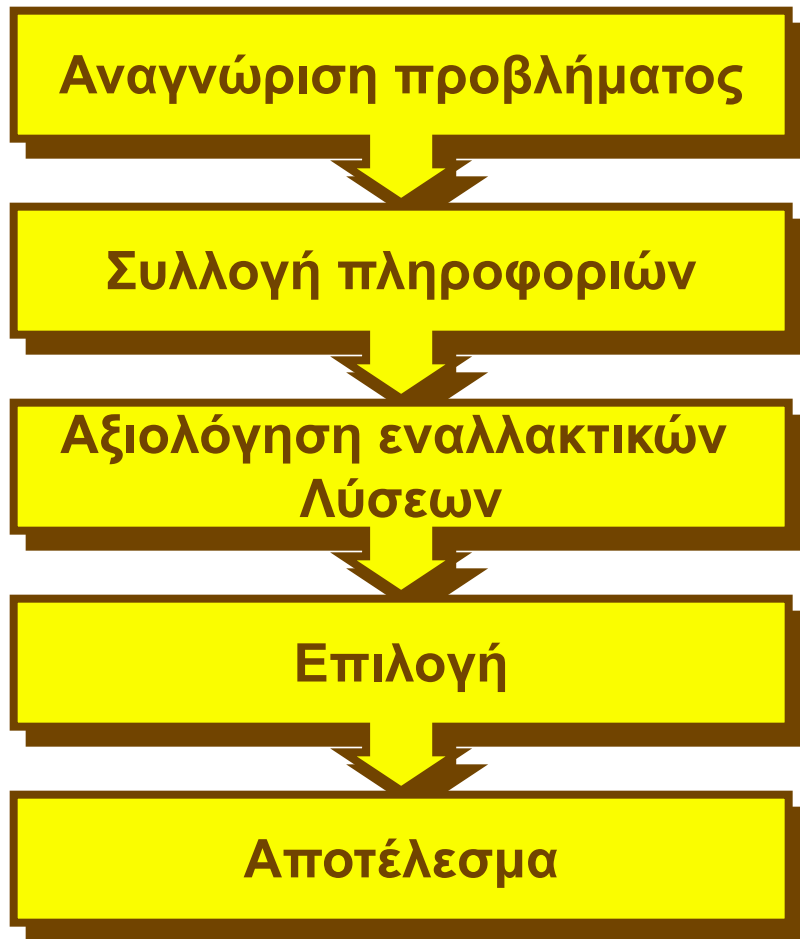 Αναγνώριση προβλήματος
Συλλογή πληροφοριών
Αξιολόγηση εναλλακτικών
Λύσεων
Επιλογή
Αποτέλεσμα